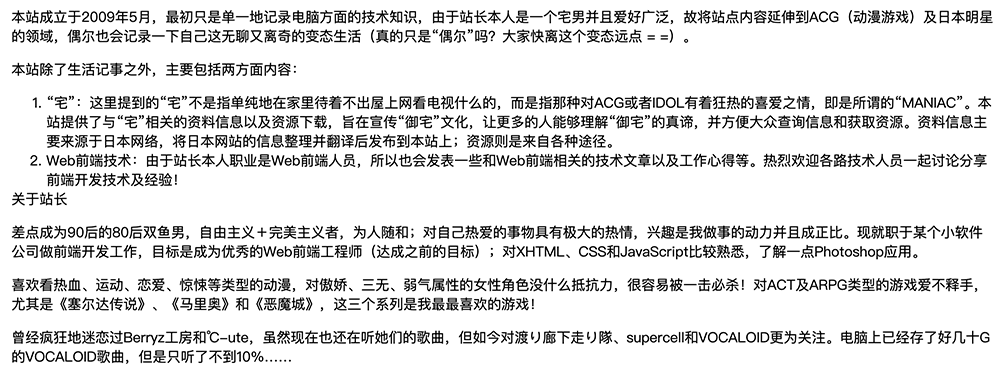 本站成立于2009年5月，最初只是单一地记录电脑方面的技术知识，由于站长本人是一个宅男并且爱好广泛，故将站点内容延伸到ACG（动漫游戏）及日本明星
的领域，偶尔也会记录一下自己这无聊又离奇的变态生活（真的只是“偶尔”吗？大家快离这个变态远点 = =）。
本站除了生活记事之外，主要包括两方面内容：
1. “宅”：这里提到的“宅”不是指单纯地在家里待着不出屋上网看电视什么的，而是指那种对ACG或者IDOL有着狂热的喜爱之情，即是所谓的“MANIAC”。本
站提供了与“宅”相关的资料信息以及资源下载，旨在宣传“御宅”文化，让更多的人能够理解“御宅”的真谛，并方便大众查询信息和获取资源。资料信息主
要来源于日本网络，将日本网站的信息整理并翻译后发布到本站上；资源则是来自各种途径。
2. Web前端技术：由于站长本人职业是Web前端人员，所以也会发表一些和Web前端相关的技术文章以及工作心得等。热烈欢迎各路技术人员一起讨论分享
前端开发技术及经验！
关于站长
差点成为90后的80后双鱼男，自由主义＋完美主义者，为人随和；对自己热爱的事物具有极大的热情，兴趣是我做事的动力并且成正比。现就职于某个小软件
公司做前端开发工作，目标是成为优秀的Web前端工程师（达成之前的目标）；对XHTML、CSS和JavaScript比较熟悉，了解一点Photoshop应用。
喜欢看热血、运动、恋爱、惊悚等类型的动漫，对傲娇、三无、弱气属性的女性角色没什么抵抗力，很容易被一击必杀！对ACT及ARPG类型的游戏爱不释手，
尤其是《塞尔达传说》、《马里奥》和《恶魔城》，这三个系列是我最最喜欢的游戏！
曾经疯狂地迷恋过Berryz工房和℃-ute，虽然现在也还在听她们的歌曲，但如今对渡り廊下走り隊、supercell和VOCALOID更为关注。电脑上已经存了好几十G
的VOCALOID歌曲，但是只听了不到10%……